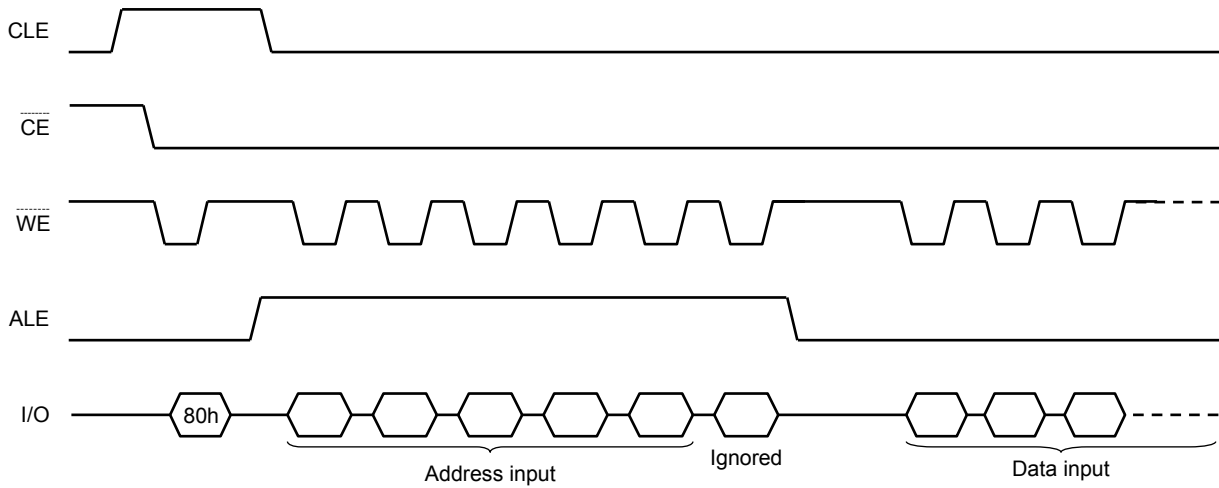 CLE
CE
WE
ALE
I/O
80h
Address input
Ignored
Data input